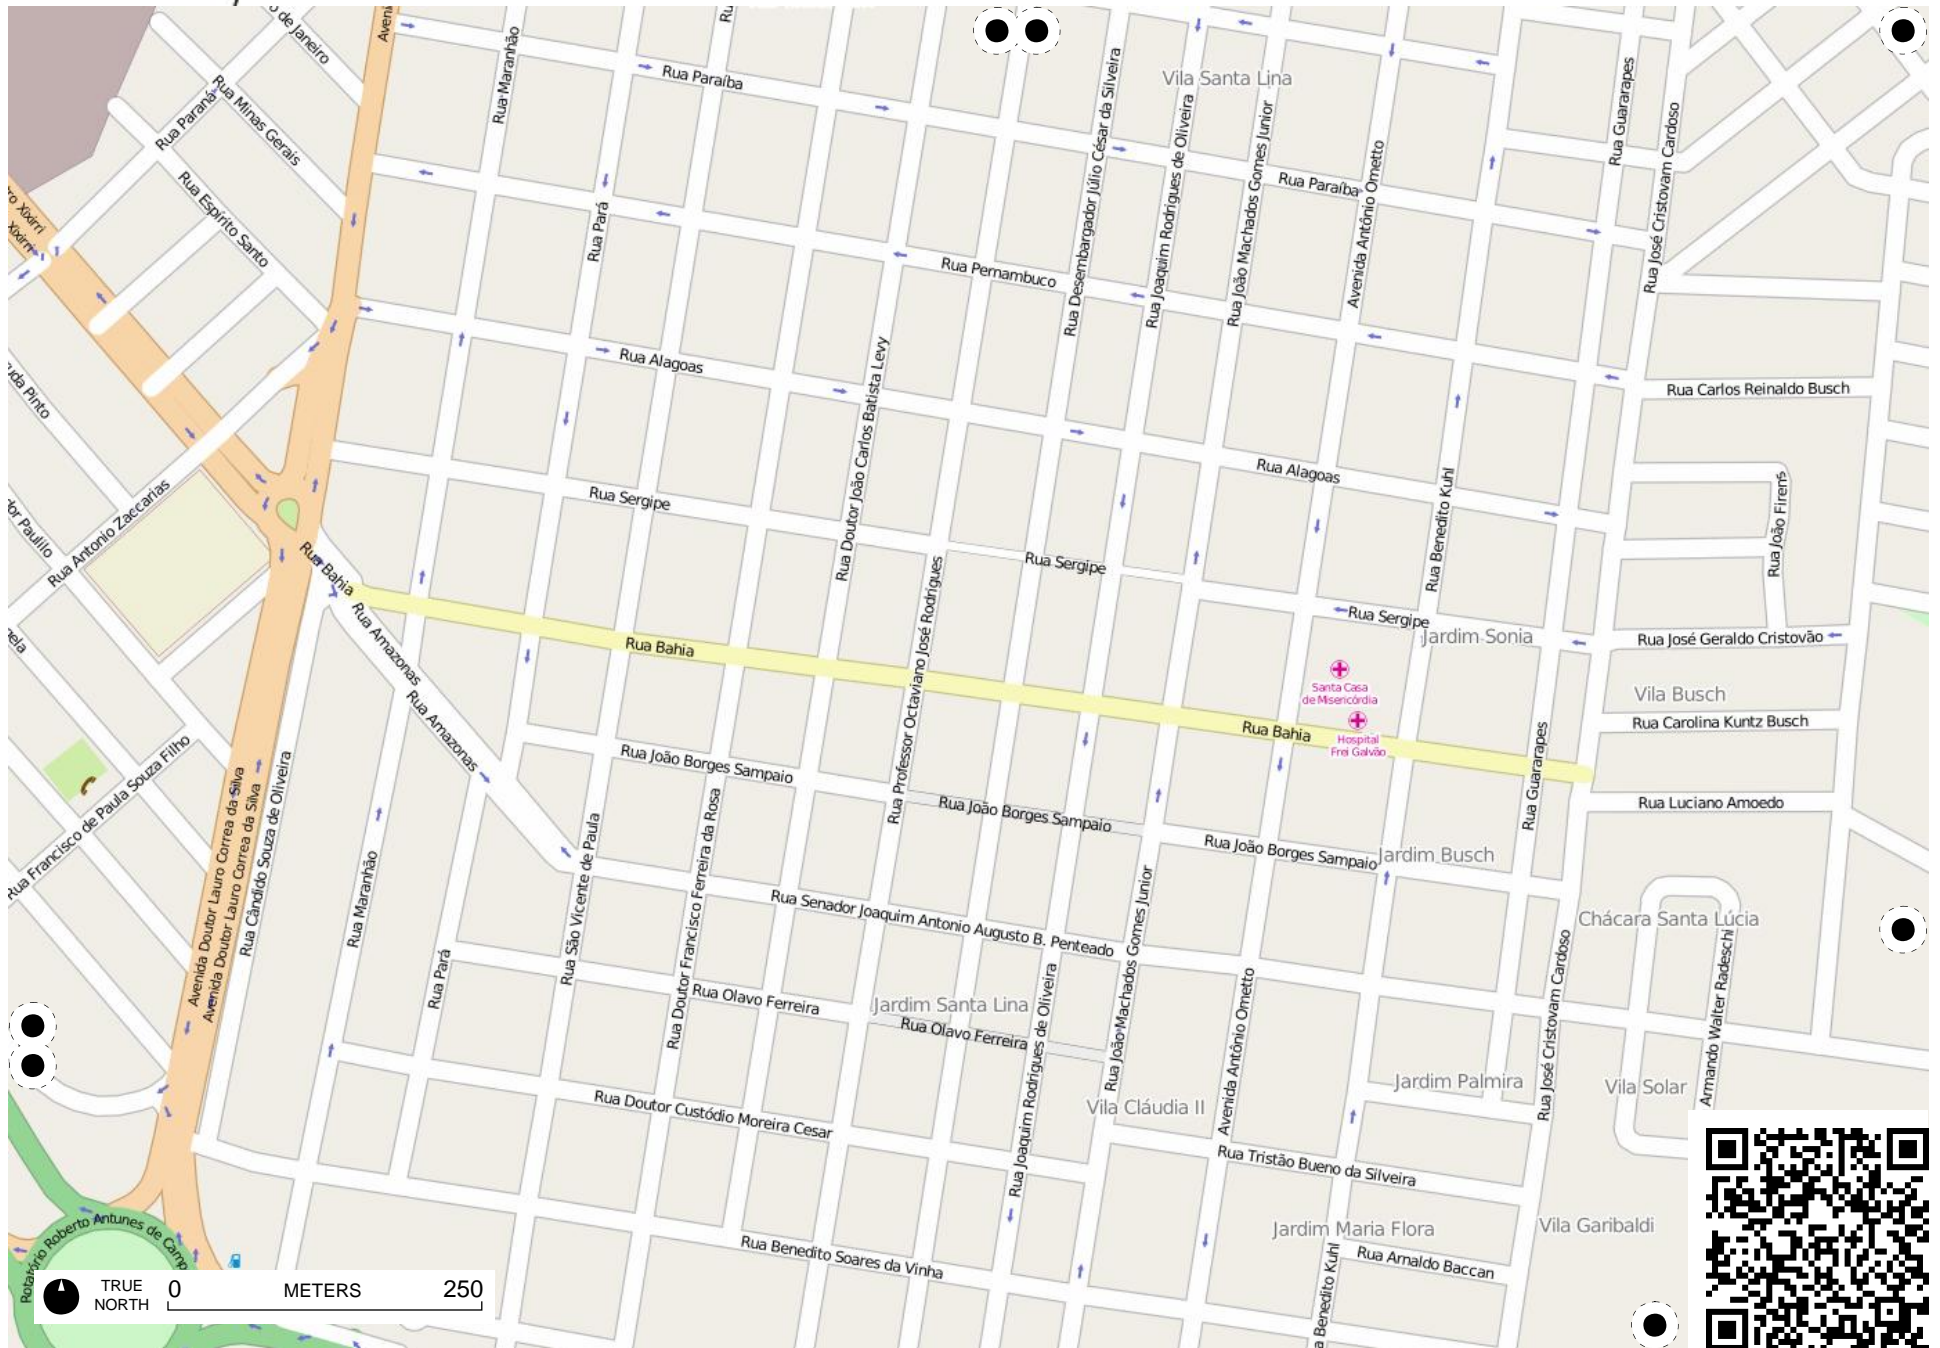 Rua Maranhão
Rua Paraíba
Vila Santa Lina
Rua Guararapes
Rua Paraná
Rua Minas Gerais
Rua Desembargador Júlio César da Silveira
Rua Joaquim Rodrigues de Oliveira
Rua João Machados Gomes Junior
Avenida Antônio Ometto
Rua José Cristovam Cardoso
Rua Paraíba
Rua Espírito Santo
Rua Pará
Rua Pernambuco
Rua Alagoas
Rua Doutor João Carlos Batista Levy
Rua Carlos Reinaldo Busch
Rua Alagoas
Rua Benedito Kuhl
Rua João Firens
Rua Sergipe
Rua Antonio Zaccarias
Rua Bahia
Rua Sergipe
Rua Professor Octaviano José Rodrigues
Rua Sergipe
Jardim Sonia
Rua José Geraldo Cristovão
Rua Amazonas
Rua Bahia
Santa Casa
de Misericórdia
Vila Busch
Rua Carolina Kuntz Busch
Rua Amazonas
Rua Bahia
Hospital
Frei Galvão
Rua Guararapes
Rua João Borges Sampaio
Rua Francisco de Paula Souza Filho
Avenida Doutor Lauro Correa da Silva
Avenida Doutor Lauro Correa da Silva
Rua Cândido Souza de Oliveira
Rua João Borges Sampaio
Rua Luciano Amoedo
Rua João Borges Sampaio
Jardim Busch
Rua Maranhão
Rua São Vicente de Paula
Rua Doutor Francisco Ferreira da Rosa
Rua Senador Joaquim Antonio Augusto B. Penteado
Rua João Machados Gomes Junior
Chácara Santa Lúcia
Rua Pará
Rua Olavo Ferreira
Jardim Santa Lina
Rua Olavo Ferreira
Rua Joaquim Rodrigues de Oliveira
Avenida Antônio Ometto
Rua José Cristovam Cardoso
Armando Walter Radeschi
Jardim Palmira
Vila Solar
Rua Doutor Custódio Moreira Cesar
Vila Cláudia II
Rua Tristão Bueno da Silveira
Rua Benedito Soares da Vinha
Jardim Maria Flora
Vila Garibaldi
Rua Arnaldo Baccan
Benedito Kuhl
Rotatório Roberto Antunes de Camp
TRUE
NORTH
0 METERS 250